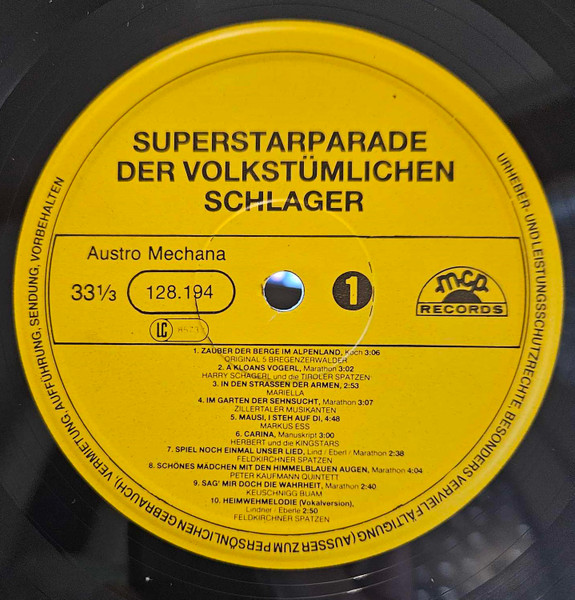 SUPERSTARPARADE
DER VOLKSTÜMLICHEN
SCHLAGER
Austro Mechana
33 1/3
128.194
1
mcp
RECORDS
LC
1. ZAUBER DER BERGE IM ALPENLAND, Koch 3:06
ORIGINAL 5 BREGENZERWÄLDER
2. A KLOANS VOGERL, Marathon 3:02
HARRY SCHAGERL und die TIROLER SPATZEN
3. IN DEN STRASSEN DER ARMEN, 2:53
MARIELLA
4. IM GARTEN DER SEHNSUCHT, Marathon 3:07
ZILLERTALER MUSIKANTEN
5. MAUSI, I STEH AUF DI, 4:48
MARKUS ESS
6. CARINA, Manuskript 3:00
HERBERT und die KINGSTARS
7. SPIEL NOCH EINMAL UNSER LIED, Lind / Eberl / Marathon 2:38
FELDKIRCHNER SPATZEN
8. SCHÖNES MÄDCHEN MIT DEN HIMMELBLAUEN AUGEN, Marathon 4:04
PETER KAUFMANN QUINTETT
9. SAG' MIR DOCH DIE WAHRHEIT, Marathon 2:40
KEUSCHNIGG BUAM
10. HEIMWEHMELODIE (Vokalversion),
Lindner / Eberle 2:50
FELDKIRCHNER SPATZEN
URHEBER- UND LEISTUNGSSCHUTZRECHTE, BESONDERS VERVIELFÄLTIGUNG (AUSSER ZUM PERSÖNLICHEN GEBRAUCH), VERMIETUNG AUFFÜHRUNG, SENDUNG, VORBEHALTEN